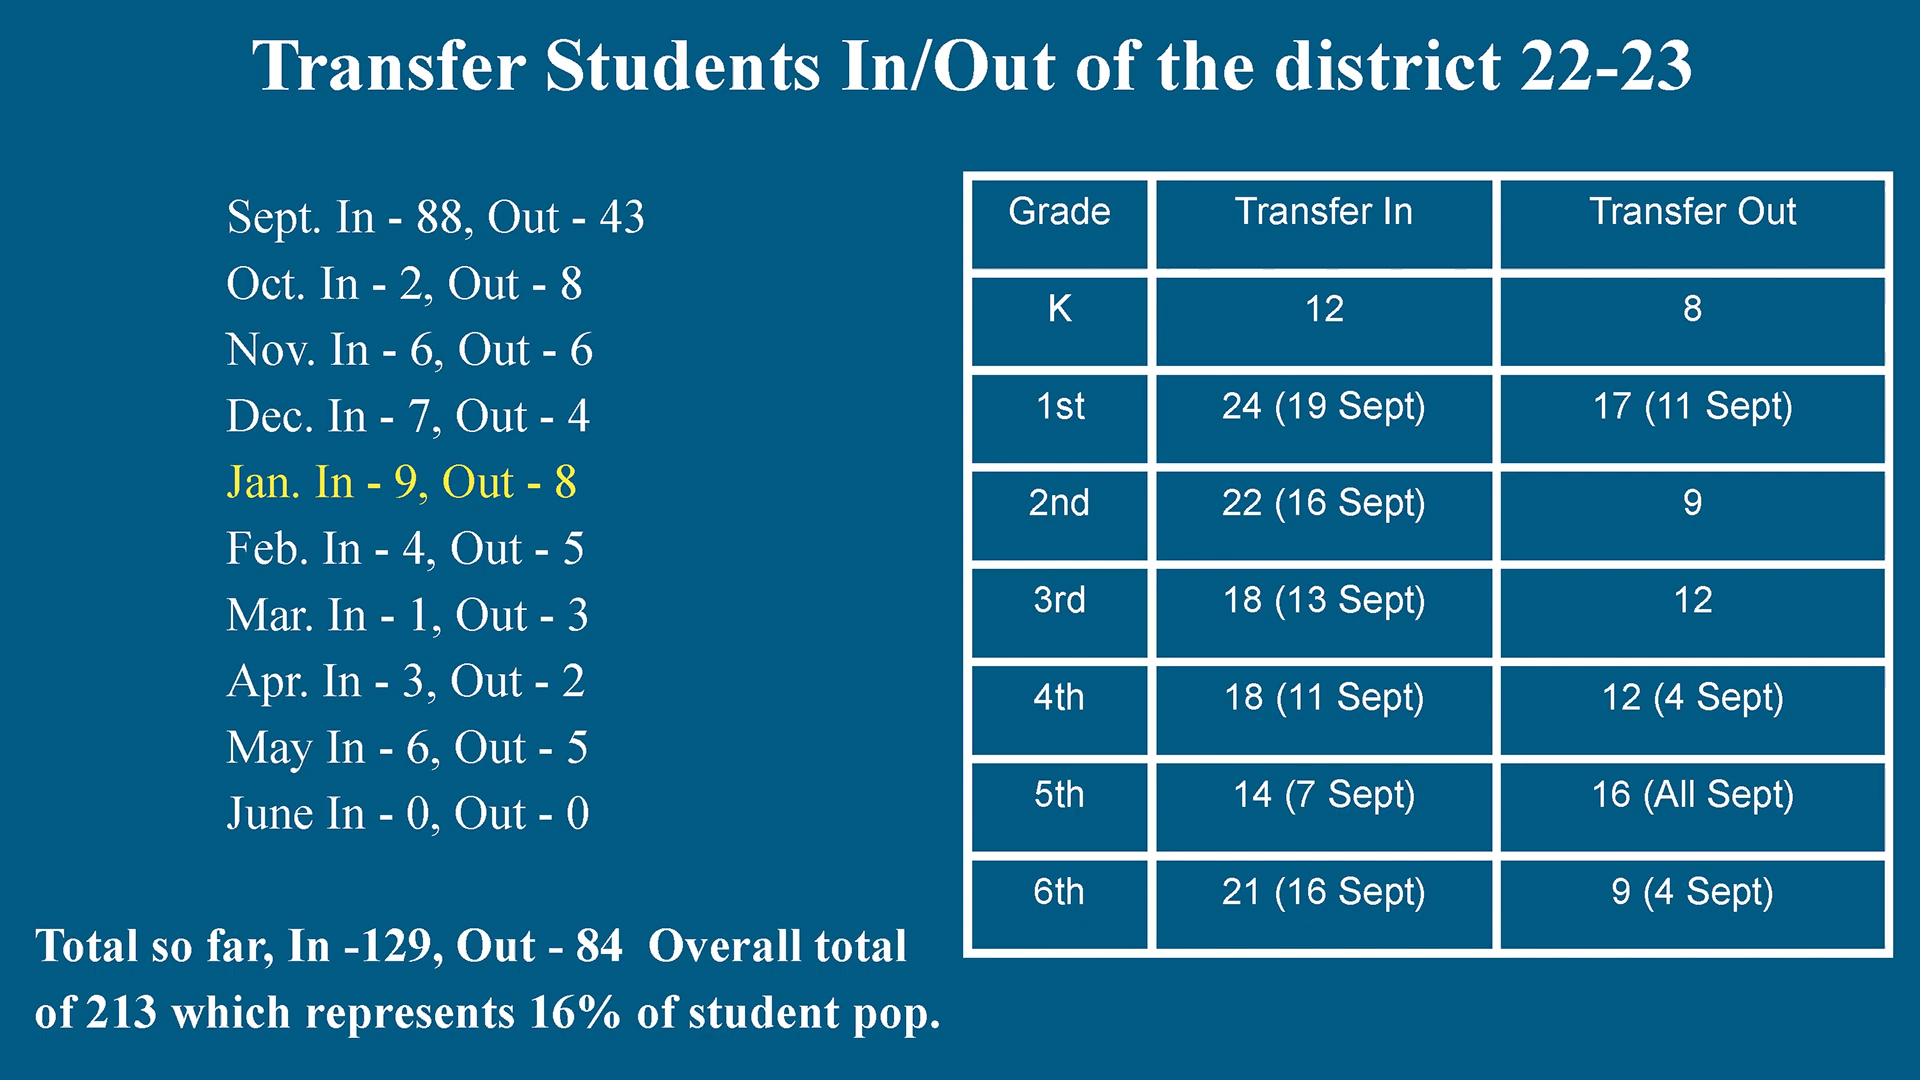 Transfer Students In/Out of the district 22-23
Sept. In - 88, Out - 43
Oct. In - 2, Out - 8
Nov. In - 6, Out - 6
Dec. In - 7, Out - 4
Jan. In - 9, Out - 8
Feb. In - 4, Out - 5
Mar. In - 1, Out - 3
Apr. In - 3, Out - 2
May In - 6, Out - 5
June In - 0, Out - 0
Total so far, In -129, Out - 84 Overall total
of 213 which represents 16% of student pop.
Grade Transfer In Transfer Out
K 12 8
1st 24 (19 Sept) 17 (11 Sept)
2nd 22 (16 Sept) 9
3rd 18 (13 Sept) 12
4th 18 (11 Sept) 12 (4 Sept)
5th 14 (7 Sept) 16 (All Sept)
6th 21 (16 Sept) 9 (4 Sept)